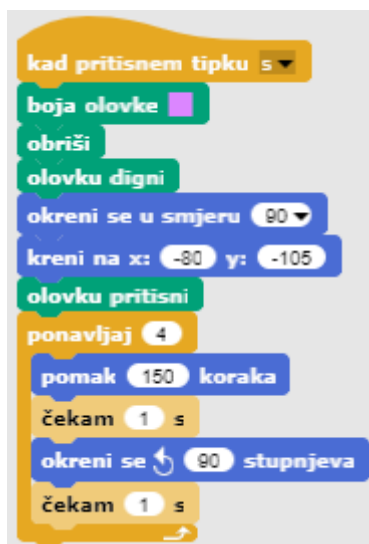 kad pritisnem tipku s
boja olovke
obriši
olovku digni
okreni se u smjeru 90
kreni na x: -80 y: -105
olovku pritisni
ponavljaj 4
pomak 150 koraka
čekam 1 s
okreni se 90 stupnjeva
čekam 1 s